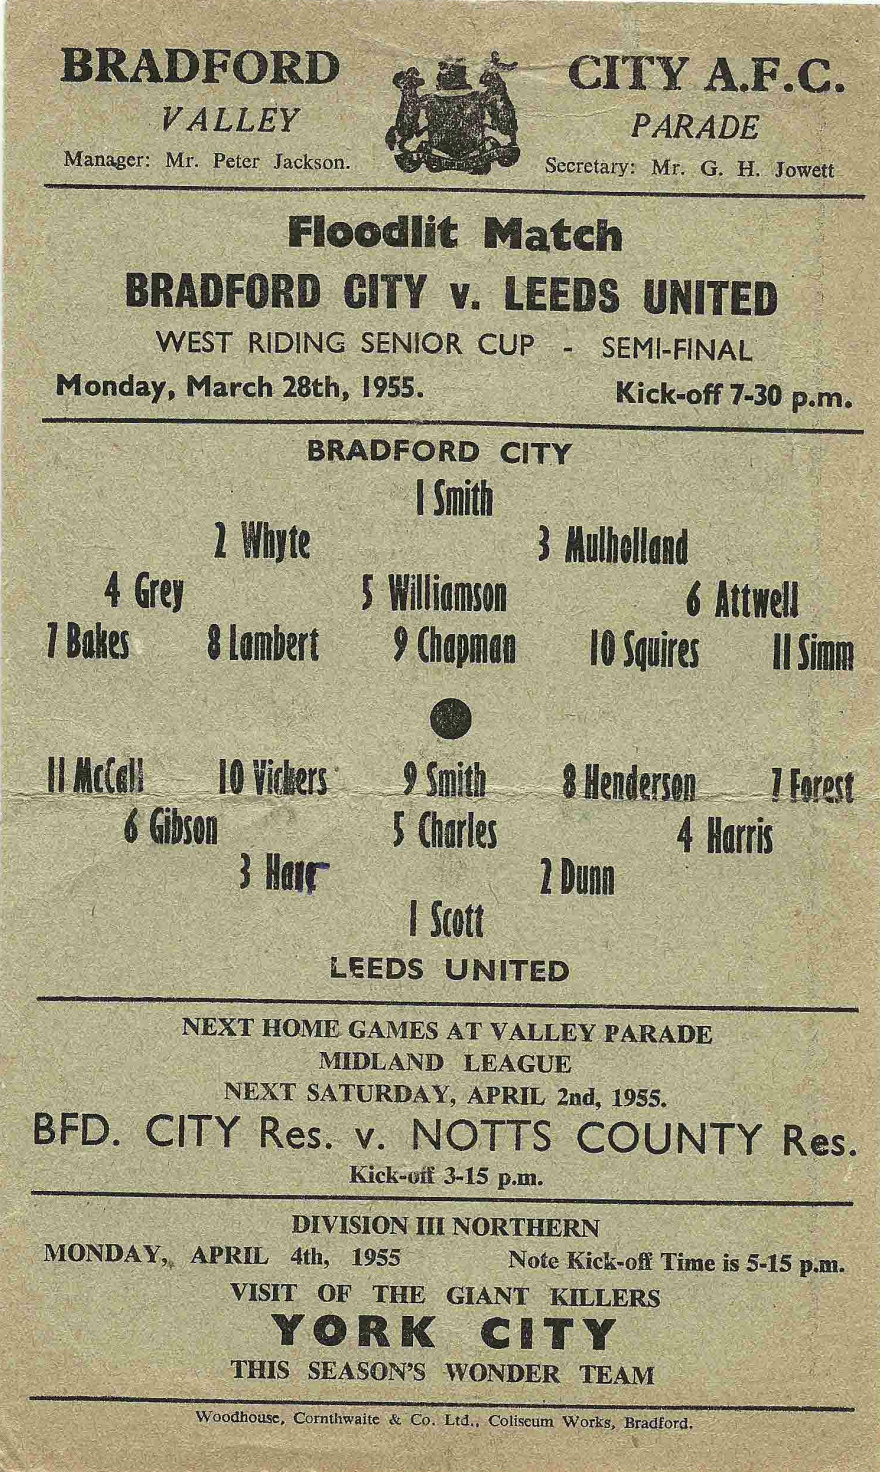 BRADFORD CITY A.F.C.
VALLEY PARADE
Manager: Mr. Peter Jackson. Secretary: Mr. G. H. Jowett
Floodlit Match
BRADFORD CITY v. LEEDS UNITED
WEST RIDING SENIOR CUP - SEMI-FINAL
Monday, March 28th, 1955. Kick-off 7-30 p.m.
BRADFORD CITY
1 Smith
2 Whyte 3 Mulholland
4 Grey 5 Williamson 6 Attwell
7 Bakes 8 Lambert 9 Chapman 10 Squires 11 Simm
11 McCall 10 Vickers 9 Smith 8 Henderson 7 Forest
6 Gibson 5 Charles 4 Harris
3 Hair 2 Dunn
1 Scott
LEEDS UNITED
NEXT HOME GAMES AT VALLEY PARADE
MIDLAND LEAGUE
NEXT SATURDAY, APRIL 2nd, 1955.
BFD. CITY Res. v. NOTTS COUNTY Res.
Kick-off 3-15 p.m.
DIVISION III NORTHERN
MONDAY, APRIL 4th, 1955 Note Kick-off Time is 5-15 p.m.
VISIT OF THE GIANT KILLERS
YORK CITY
THIS SEASON'S WONDER TEAM
Woodhouse, Cornthwaite & Co. Ltd., Coliseum Works, Bradford.